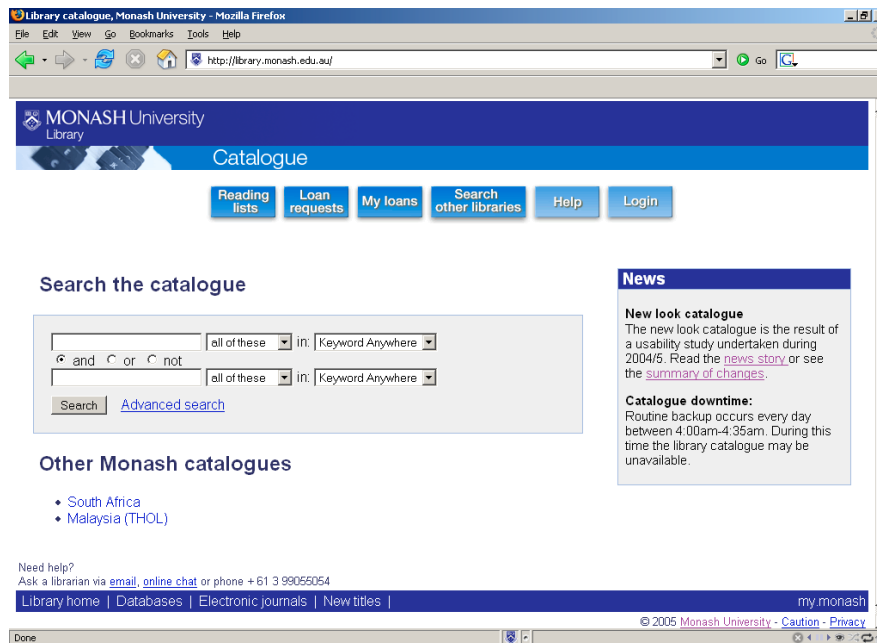 Library catalogue, Monash University - Mozilla Firefox
File Edit View Go Bookmarks Tools Help
http://library.monash.edu.au/ Go G
MONASH University
Library
Catalogue
Reading lists
Loan requests
My loans
Search other libraries
Help
Login
Search the catalogue
all of these in: Keyword Anywhere
and or not
all of these in: Keyword Anywhere
Search Advanced search
Other Monash catalogues
South Africa
Malaysia (THOL)
News
New look catalogue
The new look catalogue is the result of
a usability study undertaken during
2004/5. Read the news story or see
the summary of changes.
Catalogue downtime:
Routine backup occurs every day
between 4:00am-4:35am. During this
time the library catalogue may be
unavailable.
Need help?
Ask a librarian via email, online chat or phone +61 3 99055054
Library home | Databases | Electronic journals | New titles | my.monash
© 2005 Monash University - Caution - Privacy
Done